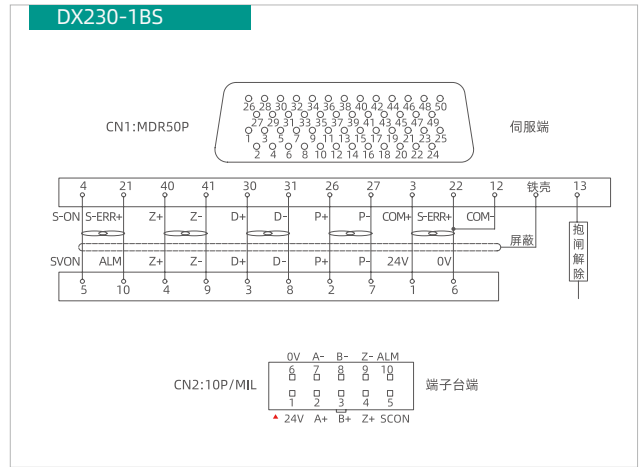 DX230-1BS
26 28 30 32 34 36 38 40 42 44 46 48 50
27 29 31 33 35 37 39 41 43 45 47 49
CN1:MDR50P
伺服端
1 3 5 7 9 11 13 15 17 19 21 23 25
2 4 6 8 10 12 14 16 18 20 22 24
4 21 40 41 30 31 26 27 3 22 12 铁壳 13
S-ON S-ERR+ Z+ Z- D+ D- P+ P- COM+ S-ERR+ COM-
屏蔽
抱闸解除
SVON ALM Z+ Z- D+ D- P+ P- 24V 0V
5 10 4 9 3 8 2 7 1 6
0V A- B- Z- ALM
6 7 8 9 10
CN2:10P/MIL
端子台端
1 2 3 4 5
24V A+ B+ Z+ SCON